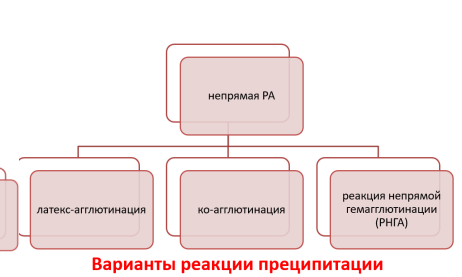 непрямая РА
латекс-агглютинация
ко-агглютинация
реакция непрямой
гемагглютинации
(РНГА)
Варианты реакции преципитации